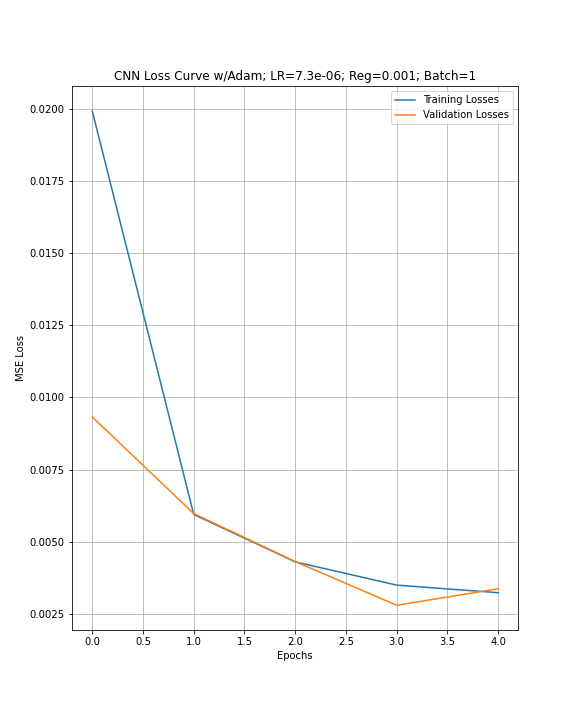 CNN Loss Curve w/Adam; LR=7.3e-06; Reg=0.001; Batch=1
Training Losses
Validation Losses
0.0200
0.0175
0.0150
0.0125
0.0100
0.0075
0.0050
0.0025
MSE Loss
0.0 0.5 1.0 1.5 2.0 2.5 3.0 3.5 4.0
Epochs